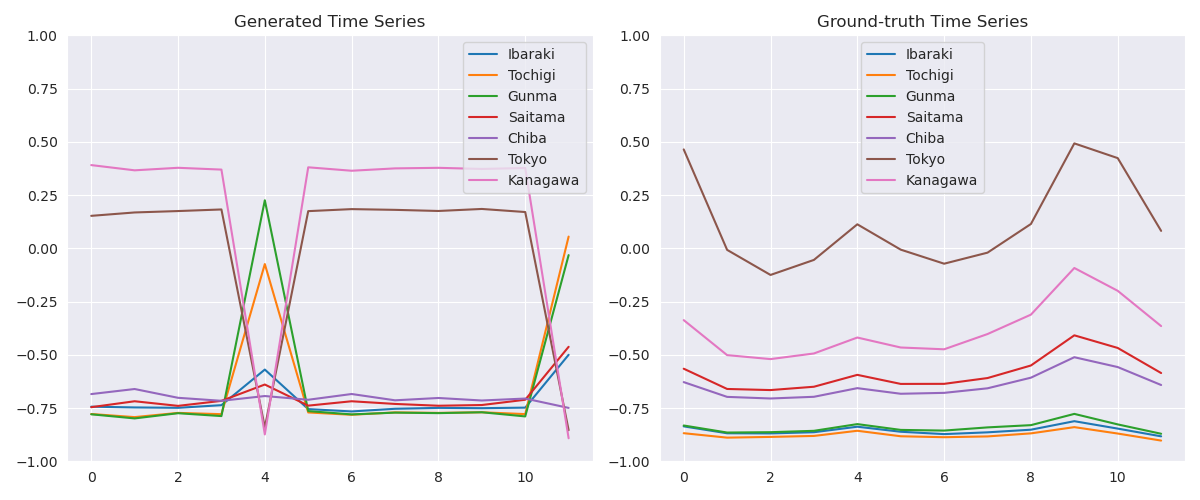 Generated Time Series
1.00
0.75
0.50
0.25
0.00
−0.25
−0.50
−0.75
−1.00
0 2 4 6 8 10
Ibaraki
Tochigi
Gunma
Saitama
Chiba
Tokyo
Kanagawa
Ground-truth Time Series
1.00
0.75
0.50
0.25
0.00
−0.25
−0.50
−0.75
−1.00
0 2 4 6 8 10
Ibaraki
Tochigi
Gunma
Saitama
Chiba
Tokyo
Kanagawa